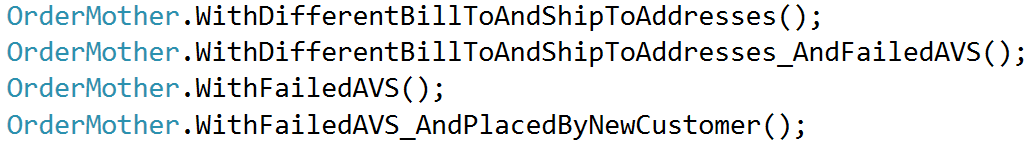 OrderMother.WithDifferentBillToAndShipToAddresses();
OrderMother.WithDifferentBillToAndShipToAddresses_AndFailedAVS();
OrderMother.WithFailedAVS();
OrderMother.WithFailedAVS_AndPlacedByNewCustomer();